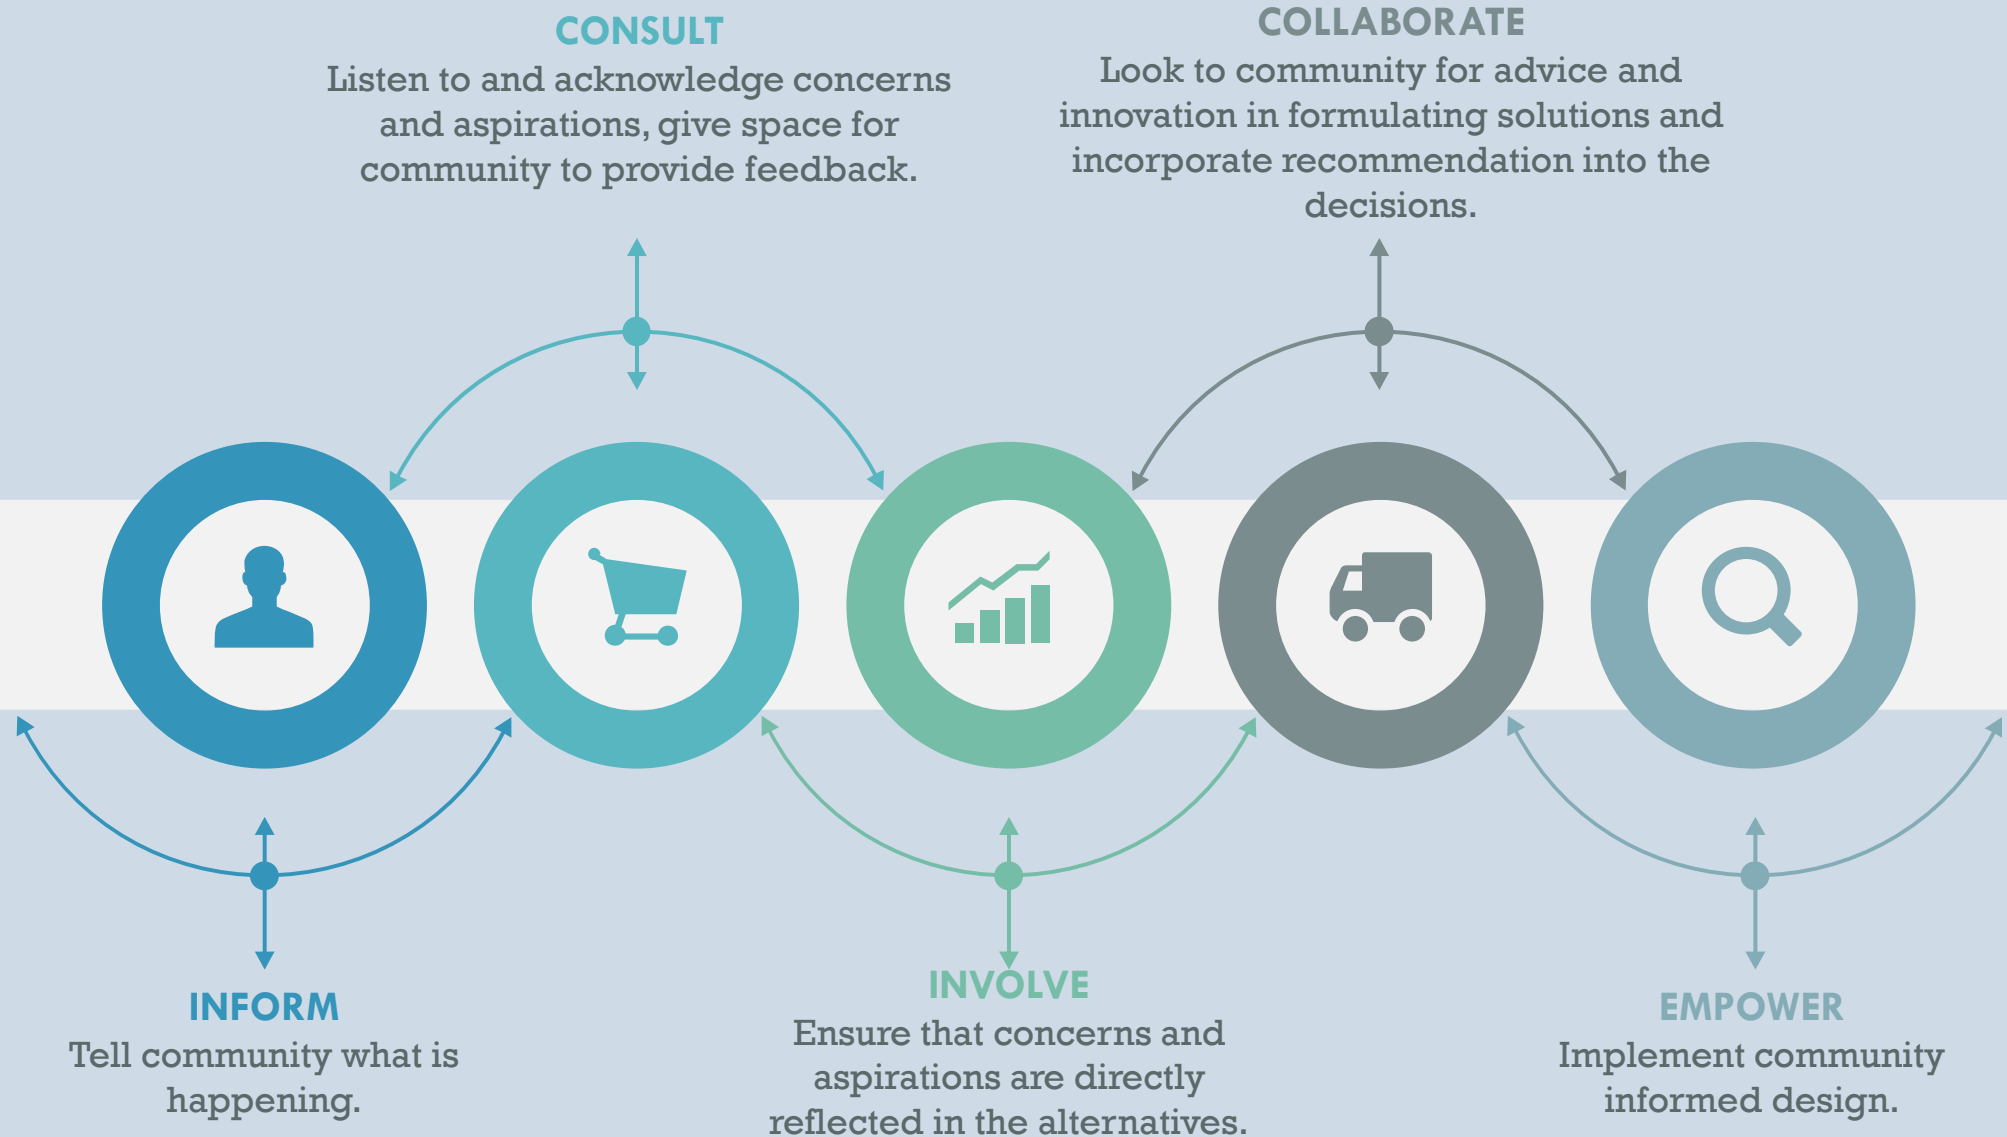 CONSULT
Listen to and acknowledge concerns
and aspirations, give space for
community to provide feedback.
COLLABORATE
Look to community for advice and
innovation in formulating solutions and
incorporate recommendation into the
decisions.
INFORM
Tell community what is
happening.
INVOLVE
Ensure that concerns and
aspirations are directly
reflected in the alternatives.
EMPOWER
Implement community
informed design.